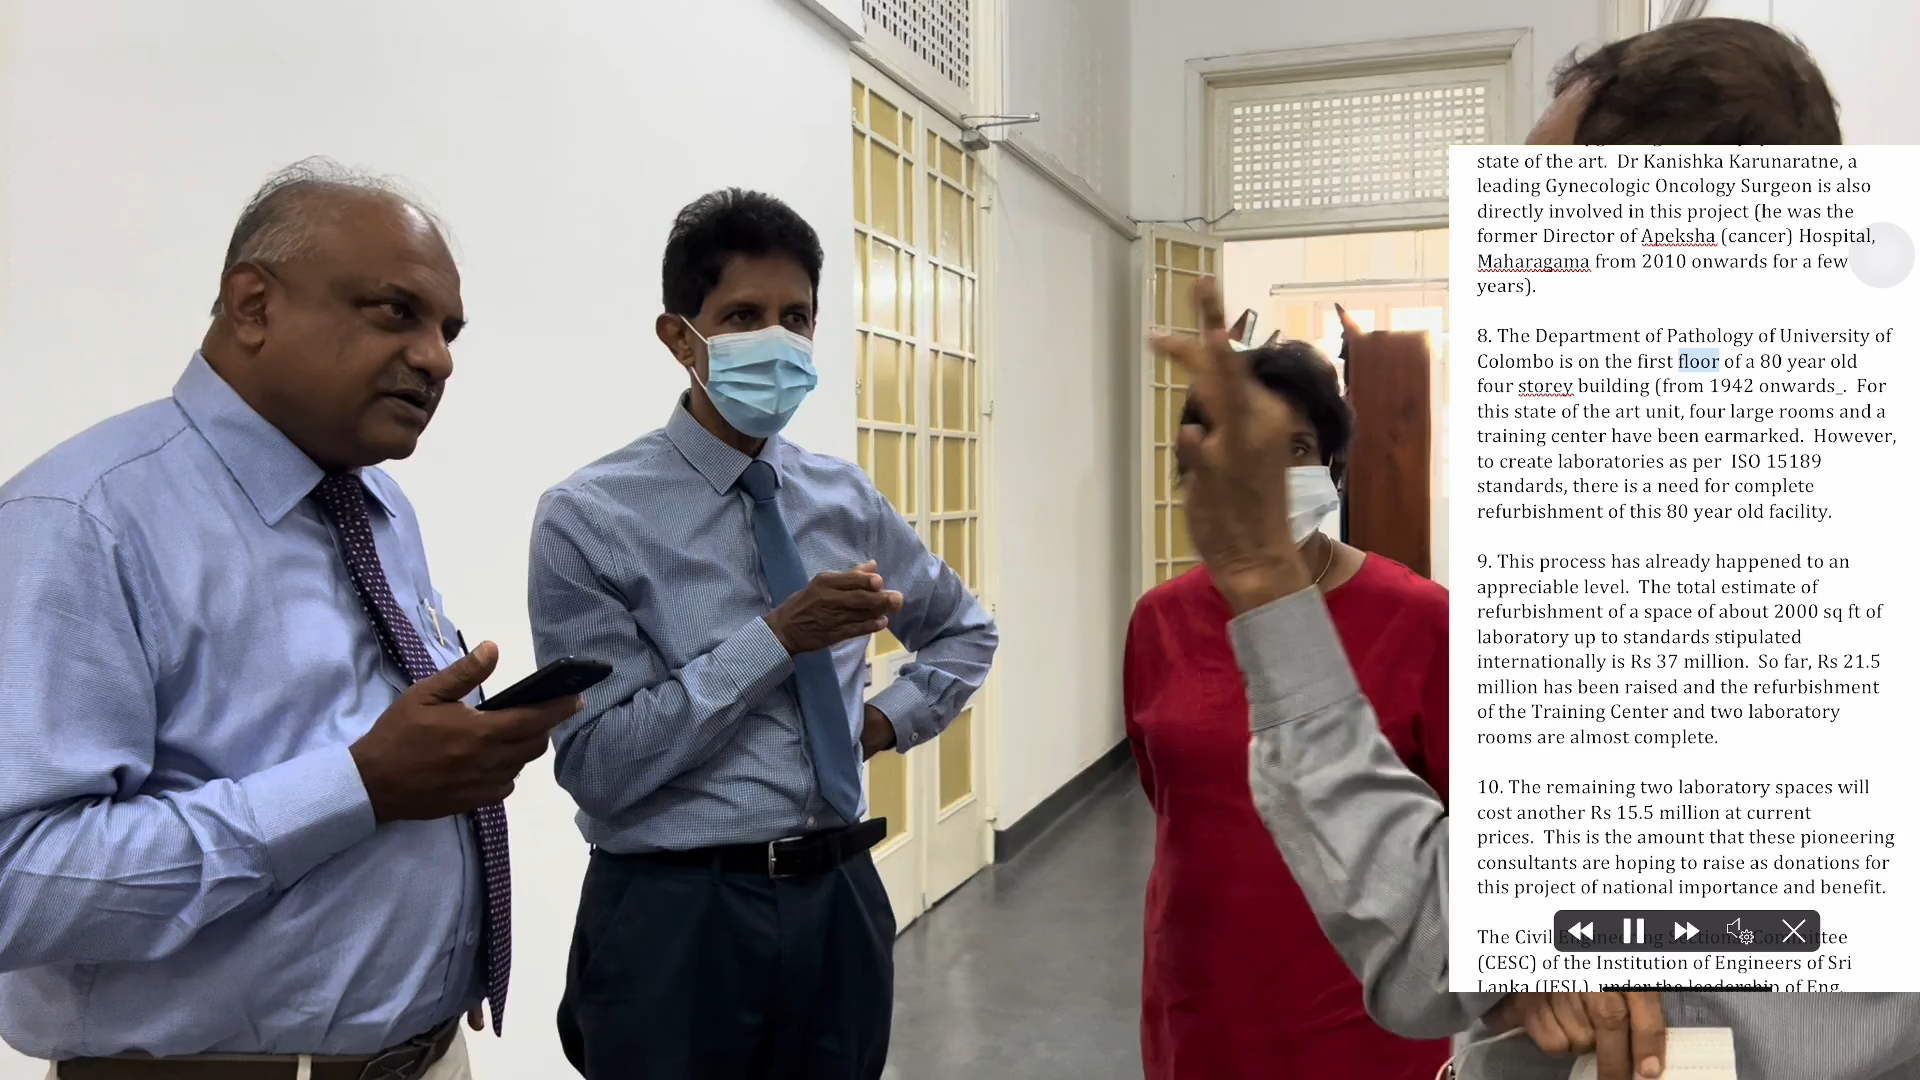 state of the art. Dr Kanishka Karunaratne, a
leading Gynecologic Oncology Surgeon is also
directly involved in this project (he was the
former Director of Apeksha (cancer) Hospital,
Maharagama from 2010 onwards for a few
years).
8. The Department of Pathology of University of
Colombo is on the first floor of a 80 year old
four storey building (from 1942 onwards_. For
this state of the art unit, four large rooms and a
training center have been earmarked. However,
to create laboratories as per ISO 15189
standards, there is a need for complete
refurbishment of this 80 year old facility.
9. This process has already happened to an
appreciable level. The total estimate of
refurbishment of a space of about 2000 sq ft of
laboratory up to standards stipulated
internationally is Rs 37 million. So far, Rs 21.5
million has been raised and the refurbishment
of the Training Center and two laboratory
rooms are almost complete.
10. The remaining two laboratory spaces will
cost another Rs 15.5 million at current
prices. This is the amount that these pioneering
consultants are hoping to raise as donations for
this project of national importance and benefit.
The Civil Engineering Sectional Committee
(CESC) of the Institution of Engineers of Sri
Lanka (IESL), under the leadership of Eng.